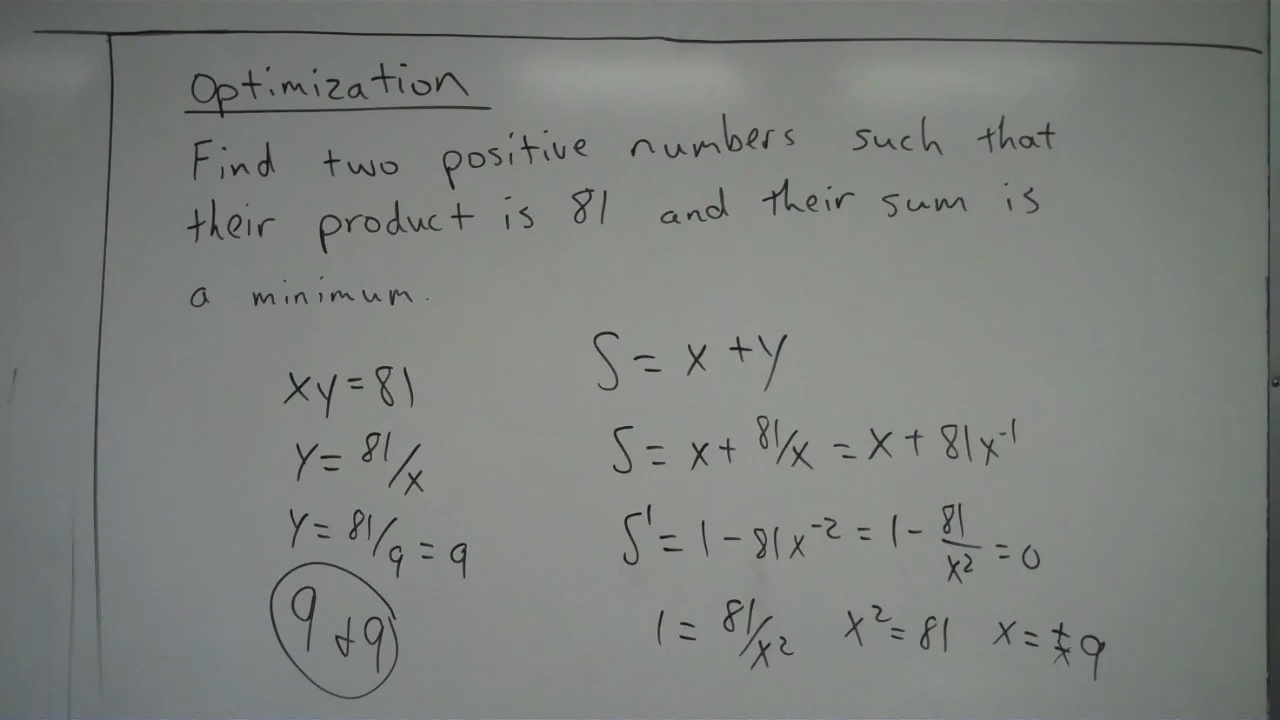 Optimization
Find two positive numbers such that
their product is 81 and their sum is
a minimum.
S = x + y
xy = 81
S = x + 81/x = x + 81x⁻¹
y = 81/x
S' = 1 - 81x⁻² = 1 - 81/x² = 0
y = 81/9 = 9
1 = 81/x² x² = 81 x = ±9
9 & 9